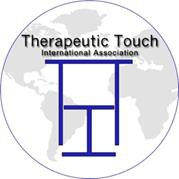 Therapeutic Touch
International Association